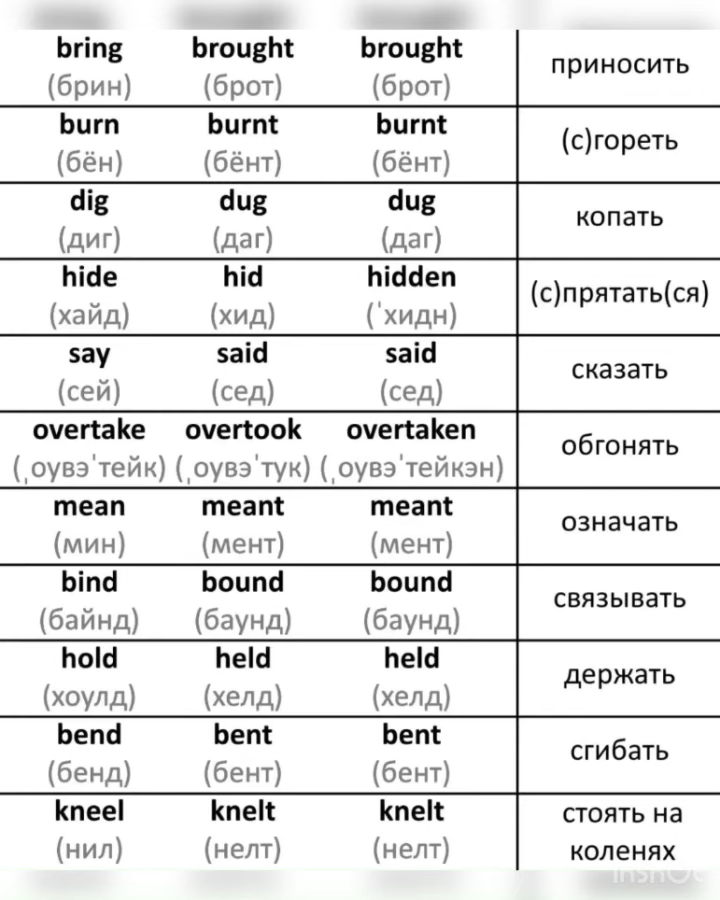 bring brought brought
(брин) (брот) (брот)
приносить
burn burnt burnt
(бён) (бёнт) (бёнт)
(с)гореть
dig dug dug
(диг) (даг) (даг)
копать
hide hid hidden
(хайд) (хид) (ˈхидн)
(с)прятать(ся)
say said said
(сей) (сед) (сед)
сказать
overtake overtook overtaken
(ˌоувэˈтейк) (ˌоувэˈтук) (ˌоувэˈтейкэн)
обгонять
mean meant meant
(мин) (мент) (мент)
означать
bind bound bound
(байнд) (баунд) (баунд)
связывать
hold held held
(хоулд) (хелд) (хелд)
держать
bend bent bent
(бенд) (бент) (бент)
сгибать
kneel knelt knelt
(нил) (нелт) (нелт)
стоять на
коленях